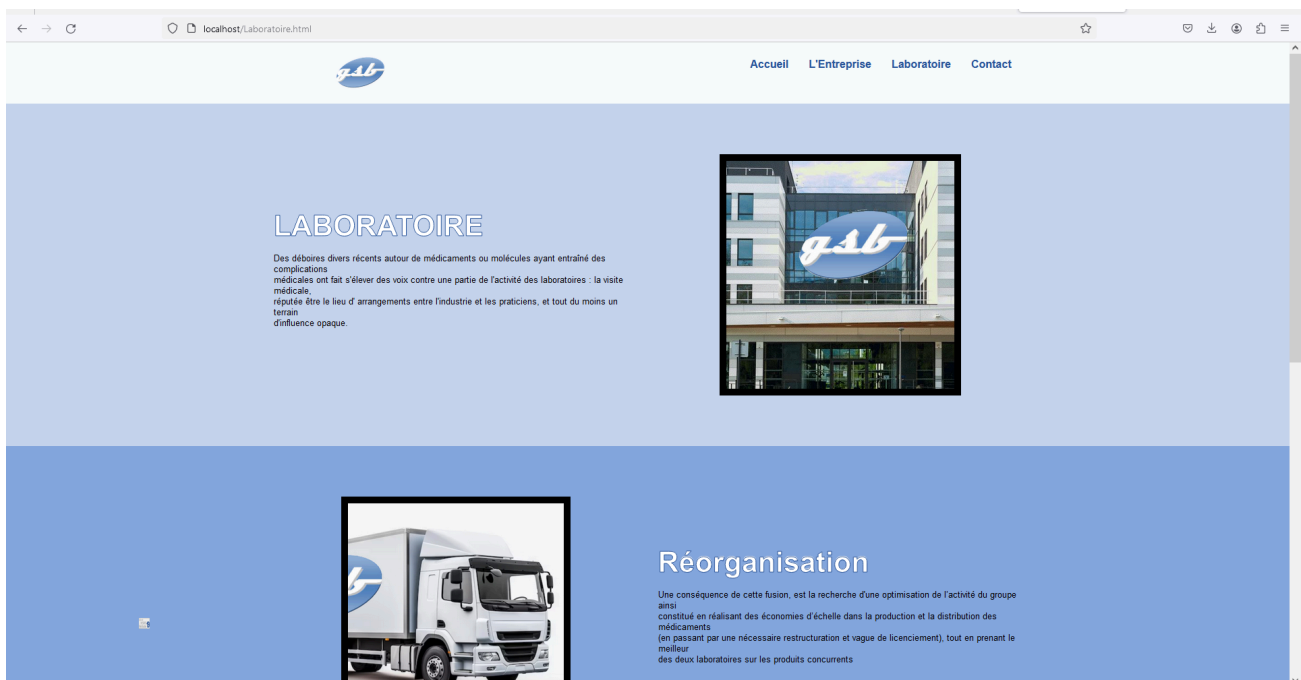 localhost/Laboratoire.html
gsb
Accueil L'Entreprise Laboratoire Contact
LABORATOIRE
Des déboires divers récents autour de médicaments ou molécules ayant entraîné des
complications
médicales ont fait s'élever des voix contre une partie de l'activité des laboratoires : la visite
médicale,
réputée être le lieu d' arrangements entre l'industrie et les praticiens, et tout du moins un
terrain
d'influence opaque.
gsb
Réorganisation
Une conséquence de cette fusion, est la recherche d'une optimisation de l'activité du groupe
ainsi
constitué en réalisant des économies d'échelle dans la production et la distribution des
médicaments
(en passant par une nécessaire restructuration et vague de licenciement), tout en prenant le
meilleur
des deux laboratoires sur les produits concurrents